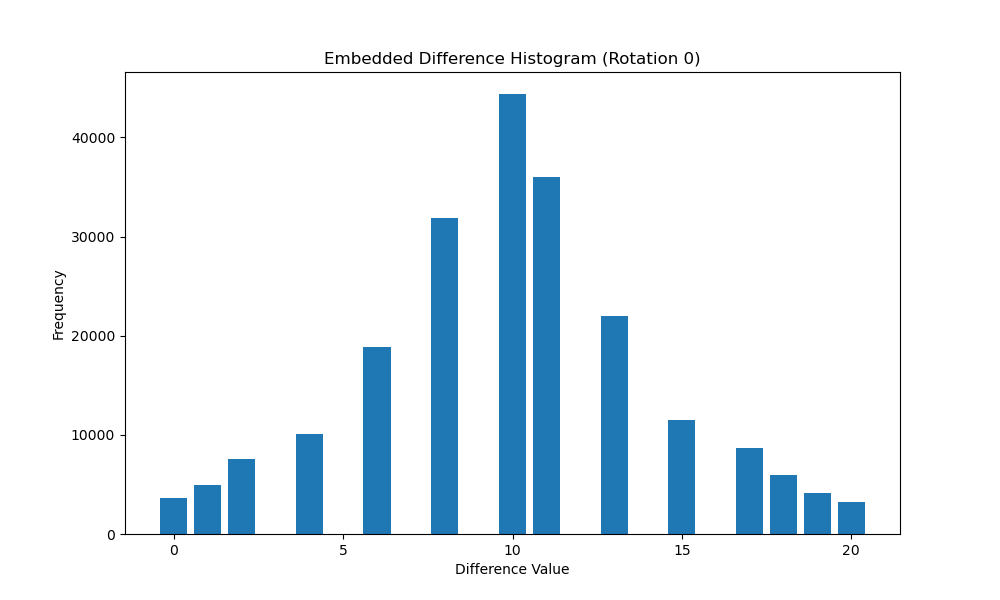 Embedded Difference Histogram (Rotation 0)
Frequency
40000
30000
20000
10000
0
0 5 10 15 20
Difference Value